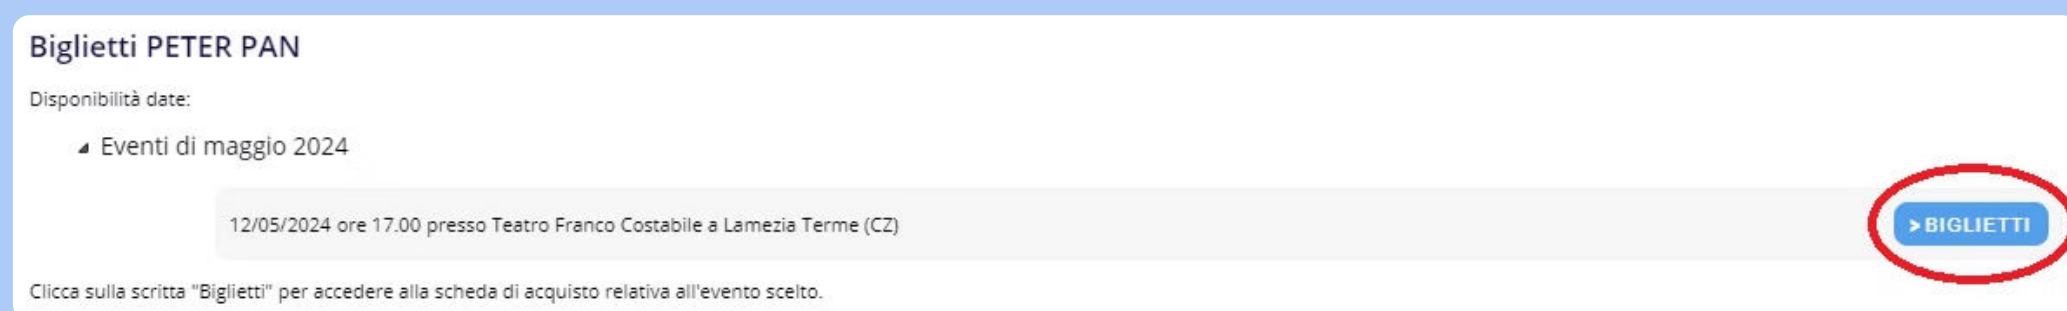 Biglietti PETER PAN
Disponibilità date:
Eventi di maggio 2024
12/05/2024 ore 17.00 presso Teatro Franco Costabile a Lamezia Terme (CZ)
>BIGLIETTI
Clicca sulla scritta "Biglietti" per accedere alla scheda di acquisto relativa all'evento scelto.